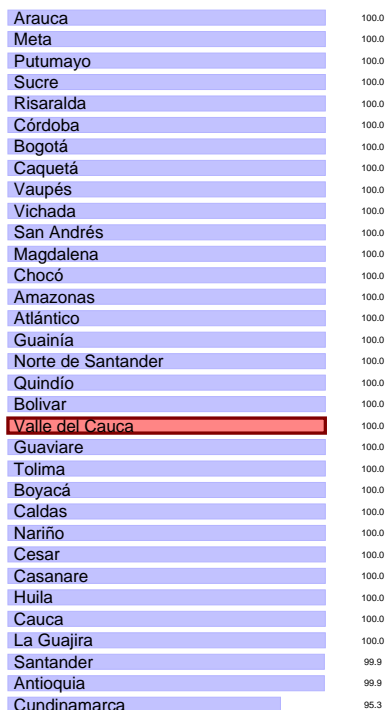 Arauca 100.0
Meta 100.0
Putumayo 100.0
Sucre 100.0
Risaralda 100.0
Córdoba 100.0
Bogotá 100.0
Caquetá 100.0
Vaupés 100.0
Vichada 100.0
San Andrés 100.0
Magdalena 100.0
Chocó 100.0
Amazonas 100.0
Atlántico 100.0
Guainía 100.0
Norte de Santander 100.0
Quindío 100.0
Bolivar 100.0
Valle del Cauca 100.0
Guaviare 100.0
Tolima 100.0
Boyacá 100.0
Caldas 100.0
Nariño 100.0
Cesar 100.0
Casanare 100.0
Huila 100.0
Cauca 100.0
La Guajira 100.0
Santander 99.9
Antioquia 99.9
Cundinamarca 95.3